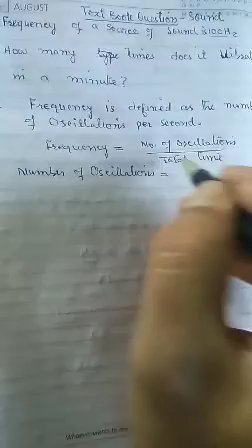 AUGUST
Text Book Question - Sound
Frequency of a source of sound is 100HZ
How many times does it vibrate
in a minute?
Frequency is defined as the number
of oscillations per second.
Frequency = No. of oscillations
Total time
Number of Oscillations =